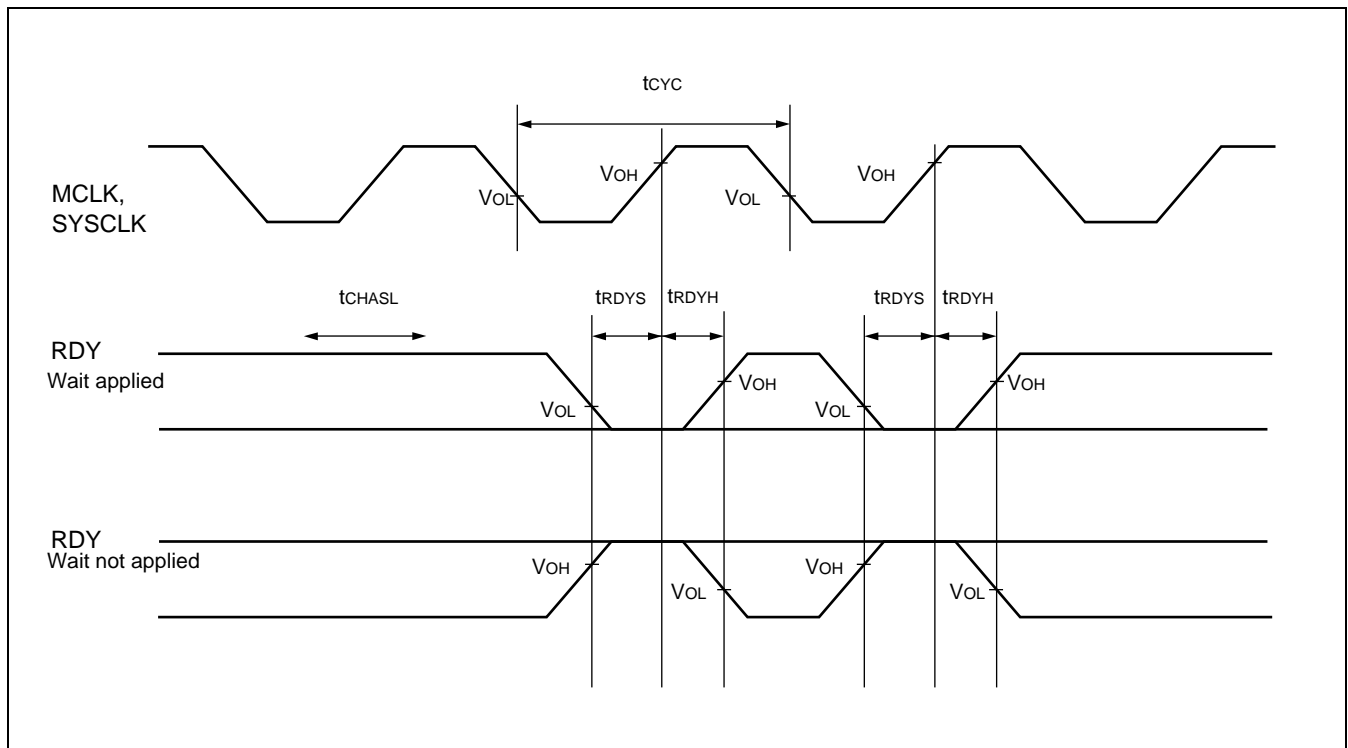 tCYC
VOH
VOH
VOL
VOL
MCLK,
SYSCLK
tCHASL
tRDYS
tRDYH
tRDYS
tRDYH
RDY
Wait applied
VOL
VOH
VOL
VOH
RDY
Wait not applied
VOH
VOL
VOH
VOL